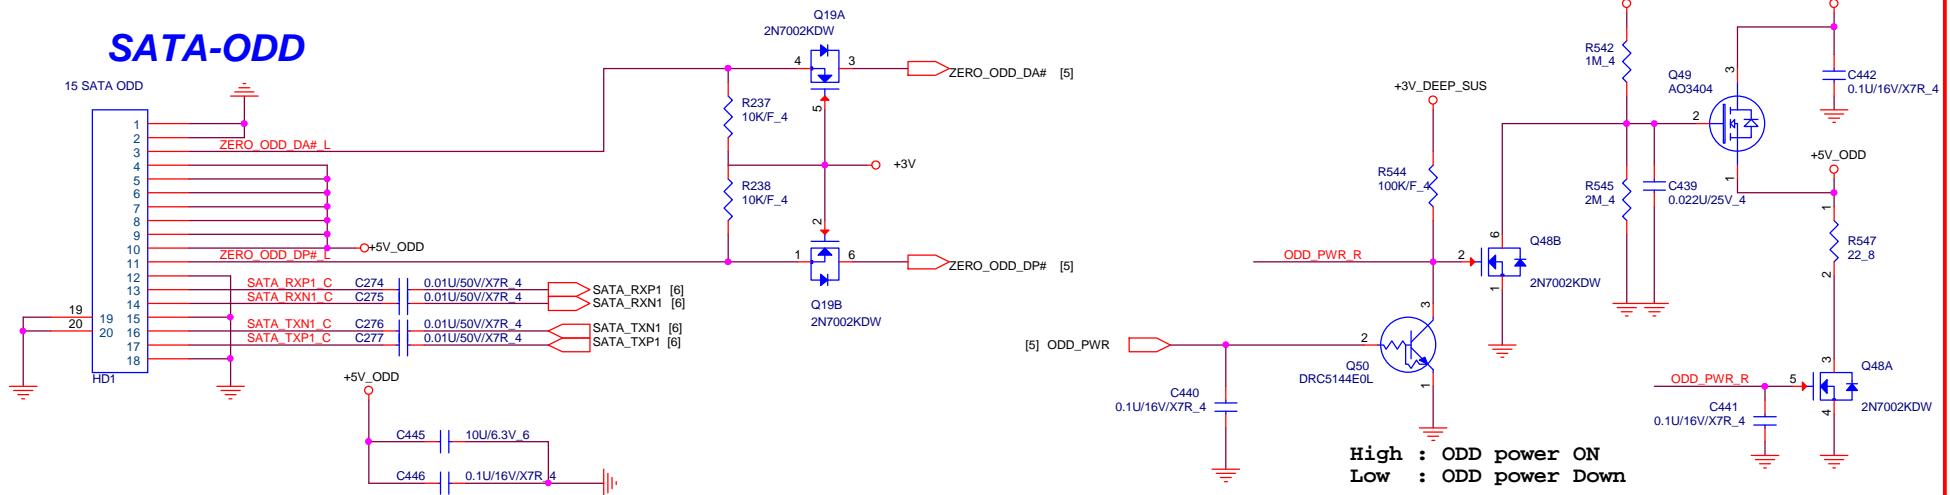 SATA-ODD
15 SATA ODD
1
2
3
4
5
6
7
8
9
10
11
12
13
14
15
16
17
18
19
20
19
20
HD1
ZERO_ODD_DA#_L
+5V_ODD
ZERO_ODD_DP#_L
SATA_RXP1_C C274 0.01U/50V/X7R_4 SATA_RXP1 [6]
SATA_RXN1_C C275 0.01U/50V/X7R_4 SATA_RXN1 [6]
SATA_TXN1_C C276 0.01U/50V/X7R_4 SATA_TXN1 [6]
SATA_TXP1_C C277 0.01U/50V/X7R_4 SATA_TXP1 [6]
+5V_ODD
C445 10U/6.3V_6
C446 0.1U/16V/X7R_4
Q19A
2N7002KDW
4
3
5
ZERO_ODD_DA# [5]
R237
10K/F_4
+3V
R238
10K/F_4
2
1
6
ZERO_ODD_DP# [5]
Q19B
2N7002KDW
+3V_DEEP_SUS
R544
100K/F_4
ODD_PWR_R
2
6
1
Q48B
2N7002KDW
[5] ODD_PWR
2
3
1
Q50
DRC5144E0L
C440
0.1U/16V/X7R_4
R542
1M_4
R545
2M_4
C439
0.022U/25V_4
Q49
AO3404
3
2
1
C442
0.1U/16V/X7R_4
+5V_ODD
1
R547
22_8
2
ODD_PWR_R
5
3
4
Q48A
2N7002KDW
C441
0.1U/16V/X7R_4
High : ODD power ON
Low : ODD power Down